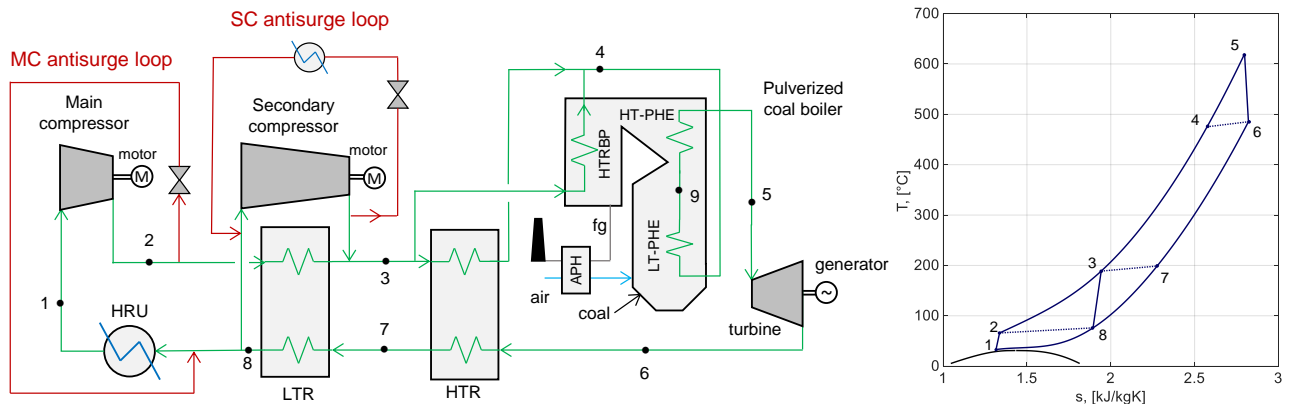 SC antisurge loop
MC antisurge loop
Main
compressor
motor
M
Secondary
compressor
motor
M
4
Pulverized
coal boiler
HT-PHE
HTRBP
9
5
fg
LT-PHE
2
3
1
HRU
8
7
6
LTR
HTR
air
APH
coal
turbine
generator
~
T, [°C]
700
600
500
400
300
200
100
0
1
1.5
2
2.5
3
s, [kJ/kgK]
5
4
6
3
7
2
8
1